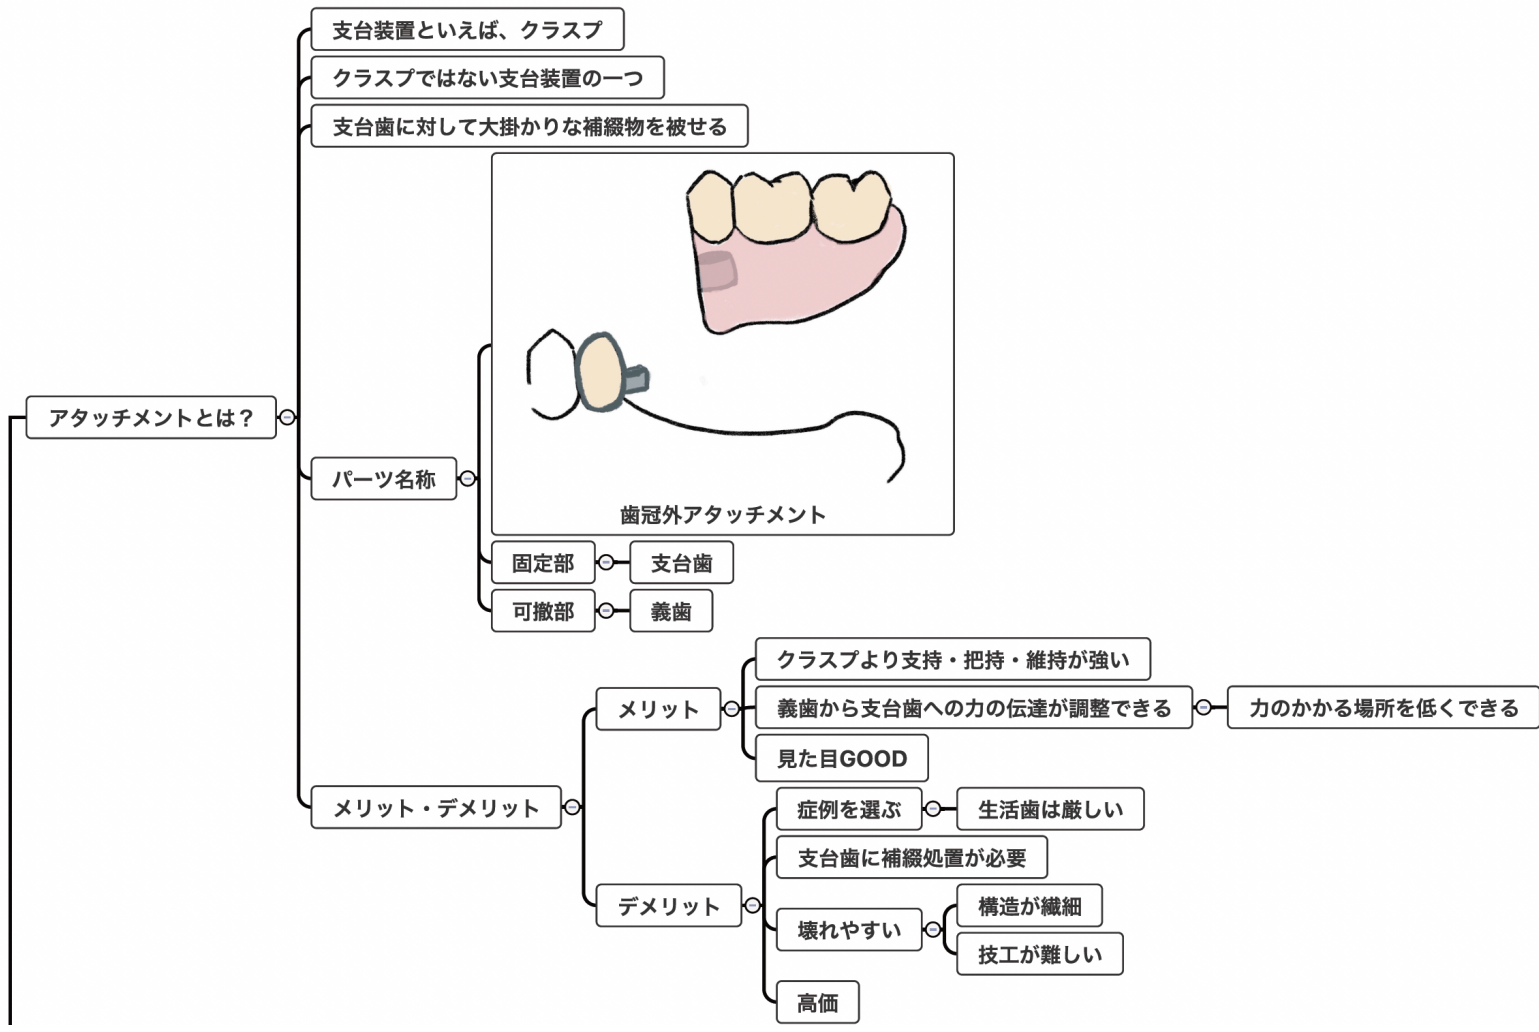 支台装置といえば、クラスプ
クラスプではない支台装置の一つ
支台歯に対して大掛かりな補綴物を被せる
アタッチメントとは？
パーツ名称
歯冠外アタッチメント
固定部
支台歯
可撤部
義歯
メリット・デメリット
メリット
クラスプより支持・把持・維持が強い
義歯から支台歯への力の伝達が調整できる
力のかかる場所を低くできる
見た目GOOD
デメリット
症例を選ぶ
生活歯は厳しい
支台歯に補綴処置が必要
壊れやすい
構造が繊細
技工が難しい
高価